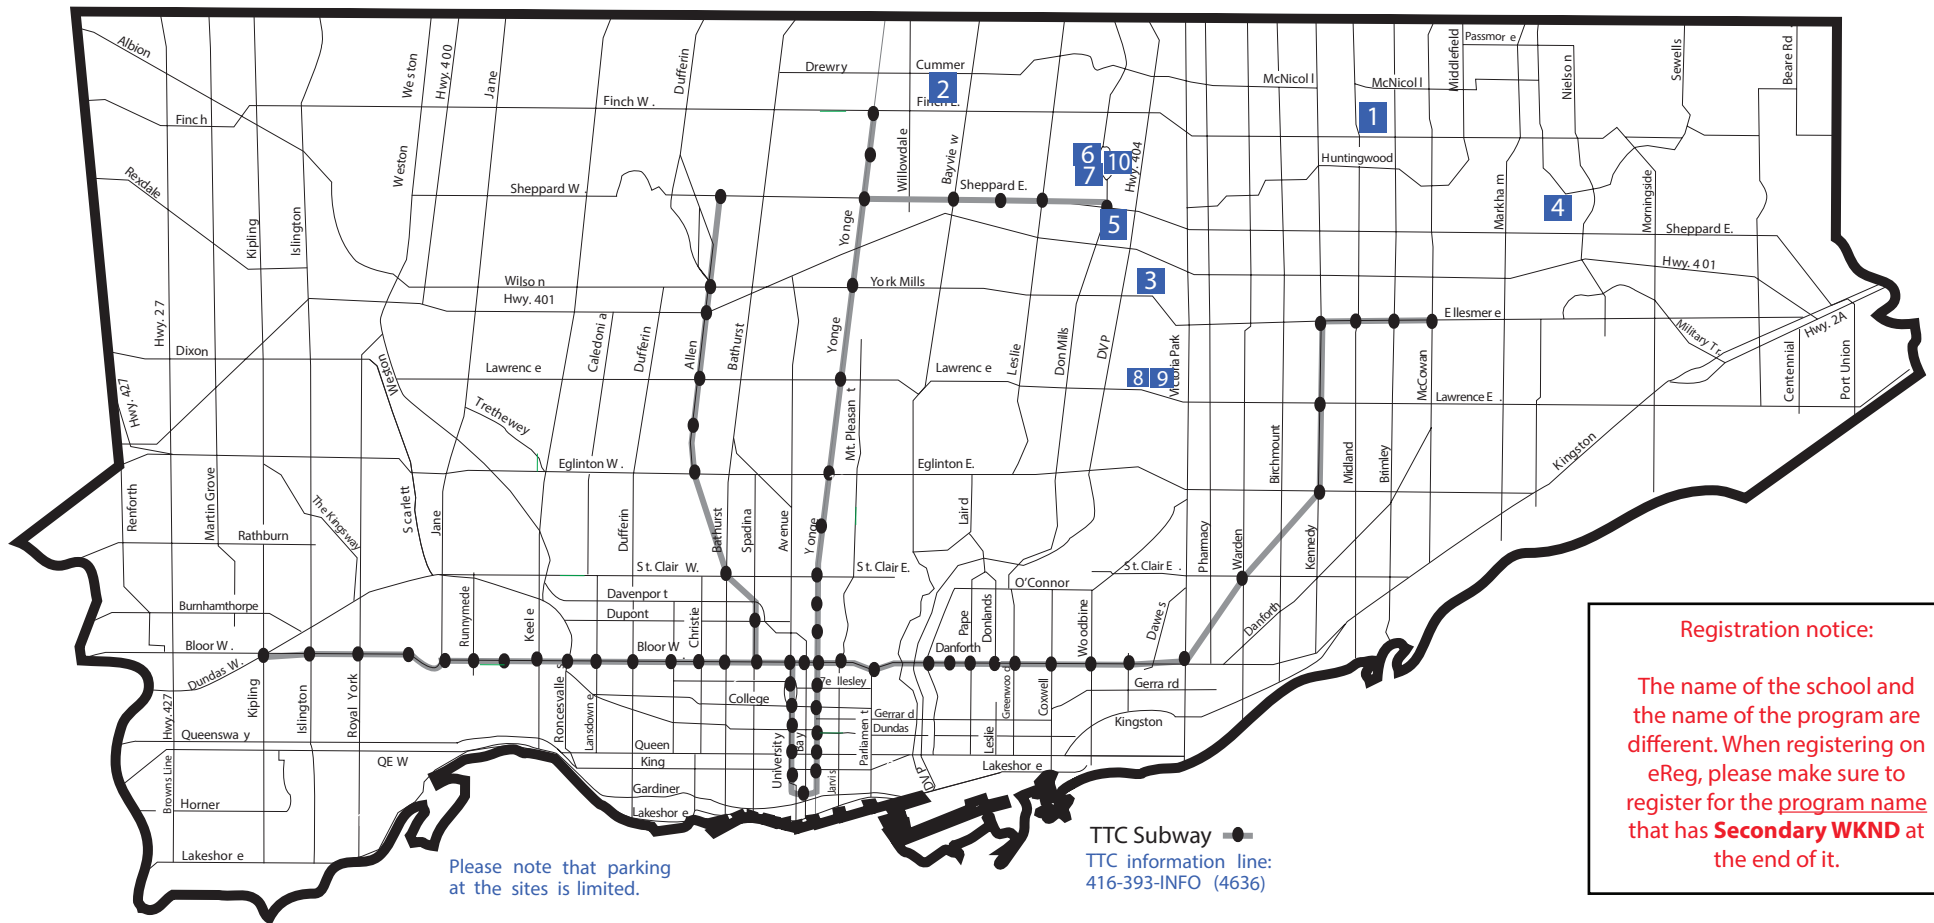 Albion
Weston
Hwy. 400
Jane
Dufferin
Drewry
Cummer
McNicoll
McNicoll
Middlefield
Passmore
Nielson
Sewells
Beare Rd
Finch
Finch W.
2
Finch E.
1
Rexdale
Weston
Sheppard W.
Willowdale
Bayview
Sheppard E.
6
10
7
Hwy. 404
Huntingwood
Markham
4
Morningside
Sheppard E.
Kipling
Islington
Yonge
5
Hwy. 401
Wilson
Hwy. 401
York Mills
3
Hwy. 27
Caledonia
Dufferin
Allen
Bathurst
Yonge
Leslie
Don Mills
DVP
Victoria Park
Ellesmere
Military Tr.
Hwy. 2A
Dixon
Weston
Lawrence
Lawrence
8
9
McCowan
Lawrence E.
Centennial
Port Union
Hwy. 427
Trethewey
Mt. Pleasant
Eglinton W.
Eglinton E.
Birchmount
Midland
Brimley
Kingston
Renforth
Martin Grove
The Kingsway
Scarlett
Jane
Dufferin
Bathurst
Spadina
Avenue
Yonge
Laird
Pharmacy
Warden
Kennedy
Rathburn
St. Clair W.
St. Clair E.
St. Clair E.
O'Connor
Burnhamthorpe
Runnymede
Keele
Davenport
Dupont
Christie
Pape
Donlands
Woodbine
Dawes
Danforth
Bloor W.
Dundas W.
Bloor W.
Danforth
Hwy. 427
Kipling
Islington
Royal York
Roncesvalles
Lansdowne
College
Wellesley
Gerrard
Dundas
Parliament
Leslie
Greenwood
Coxwell
Gerrard
Kingston
Queensway
QEW
Queen
King
University
Bay
Jarvis
DVP
Lakeshore
Browns Line
Horner
Gardiner
Lakeshore
Lakeshore
Please note that parking
at the sites is limited.
TTC Subway
TTC information line:
416-393-INFO (4636)
Registration notice:
The name of the school and
the name of the program are
different. When registering on
eReg, please make sure to
register for the program name
that has Secondary WKND at
the end of it.